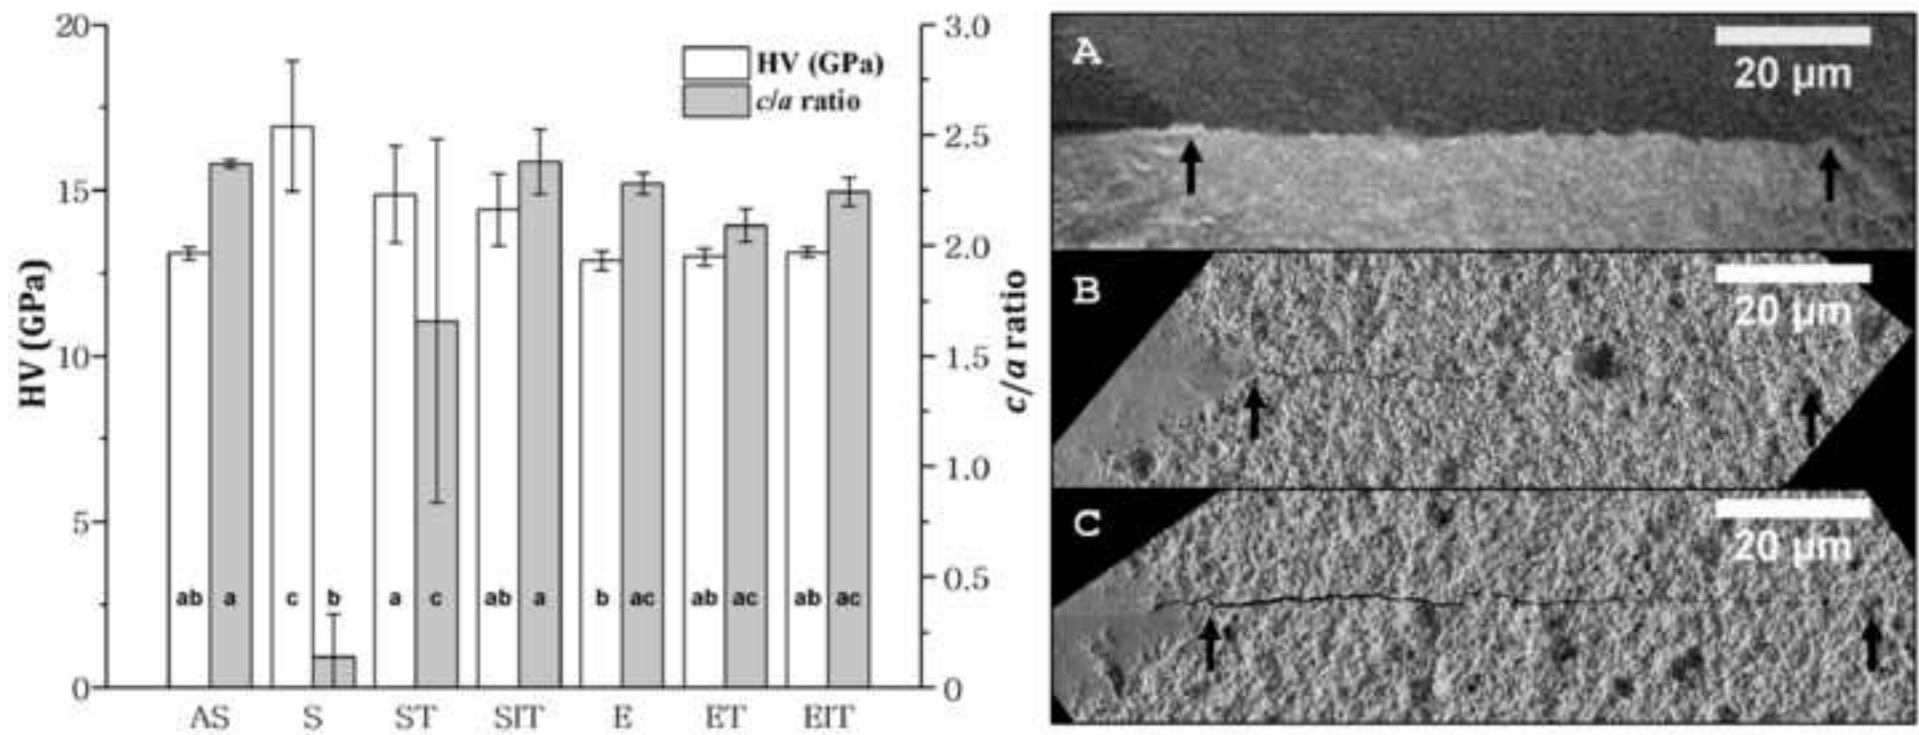 HV (GPa)
c/a ratio
20
15
10
5
0
HV (GPa)
3.0
2.5
2.0
1.5
1.0
0.5
0
c/a ratio
ab a c b a c ab a b ac ab ac ab ac
AS S ST SIT E ET EIT
A
20 µm
B
20 µm
C
20 µm